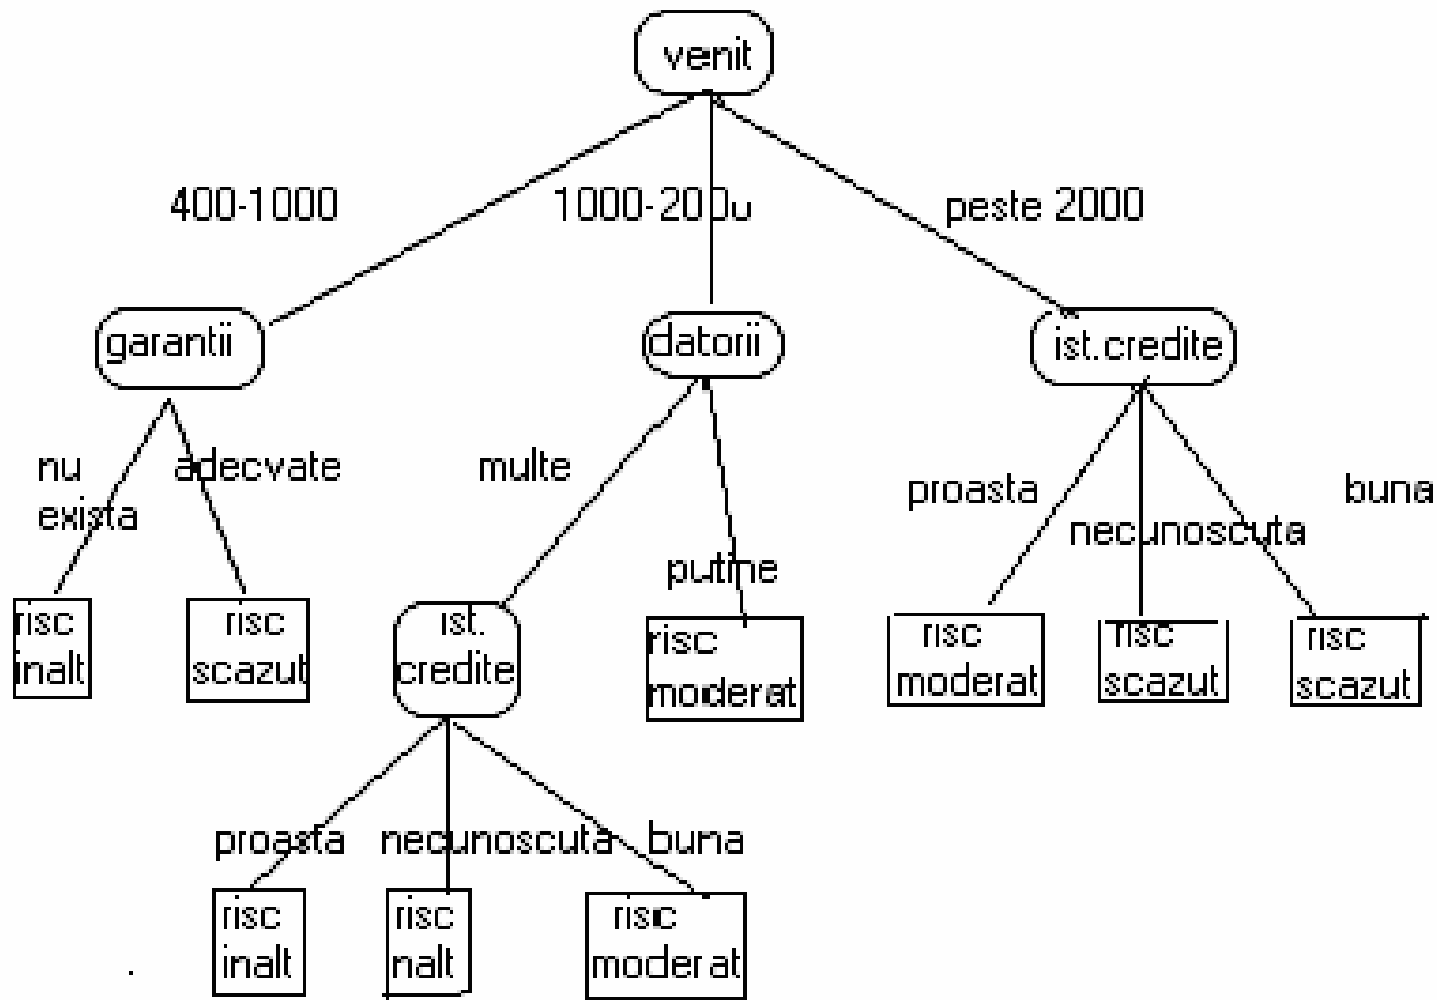 venit
400-1000
1000-200u
peste 2000
garantii
datorii
ist.credite
nu
exista
adecvate
multe
putine
proasta
necunoscuta
buna
risc
inalt
risc
scazut
ist.
credite
risc
moderat
risc
moderat
risc
scazut
risc
scazut
proasta
necunoscuta
buna
risc
inalt
risc
nalt
risc
moderat